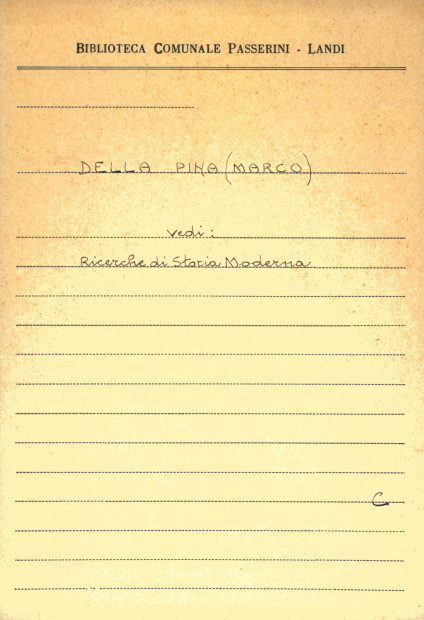 BIBLIOTECA COMUNALE PASSERINI - LANDI
DELLA PINA (MARCO)
vedi:
Ricerche di Storia Moderna
C